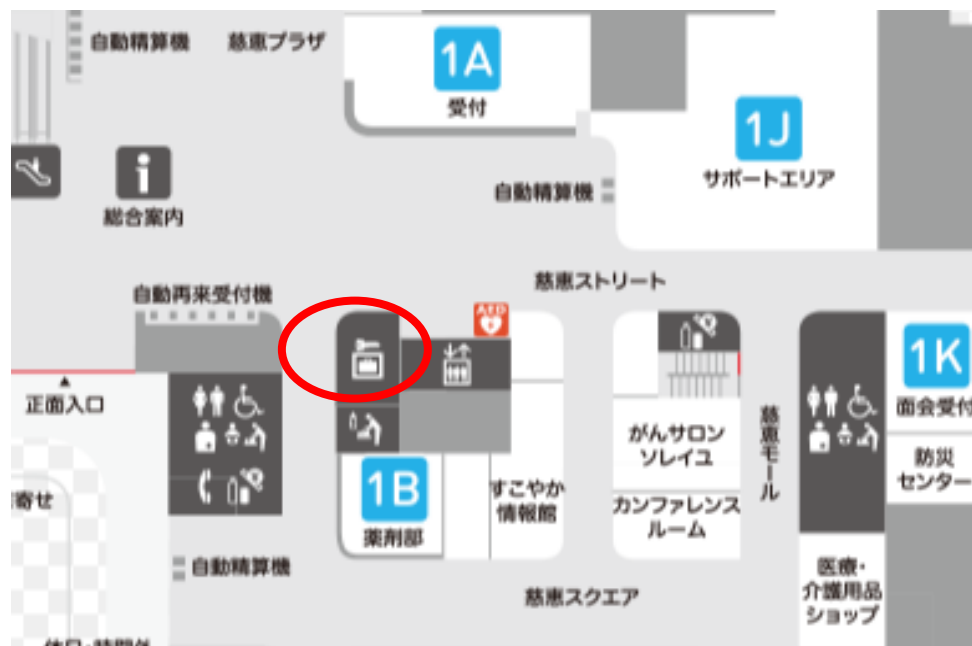 自動精算機
慈恵プラザ
1A
受付
1J
サポートエリア
総合案内
自動精算機
慈恵ストリート
自動再来受付機
AED
正面入口
1K
面会受付
防災
センター
がんサロン
ソレイユ
慈恵モール
1B
薬剤部
すこやか
情報館
カンファレンス
ルーム
寄せ
自動精算機
慈恵スクエア
医療・
介護用品
ショップ